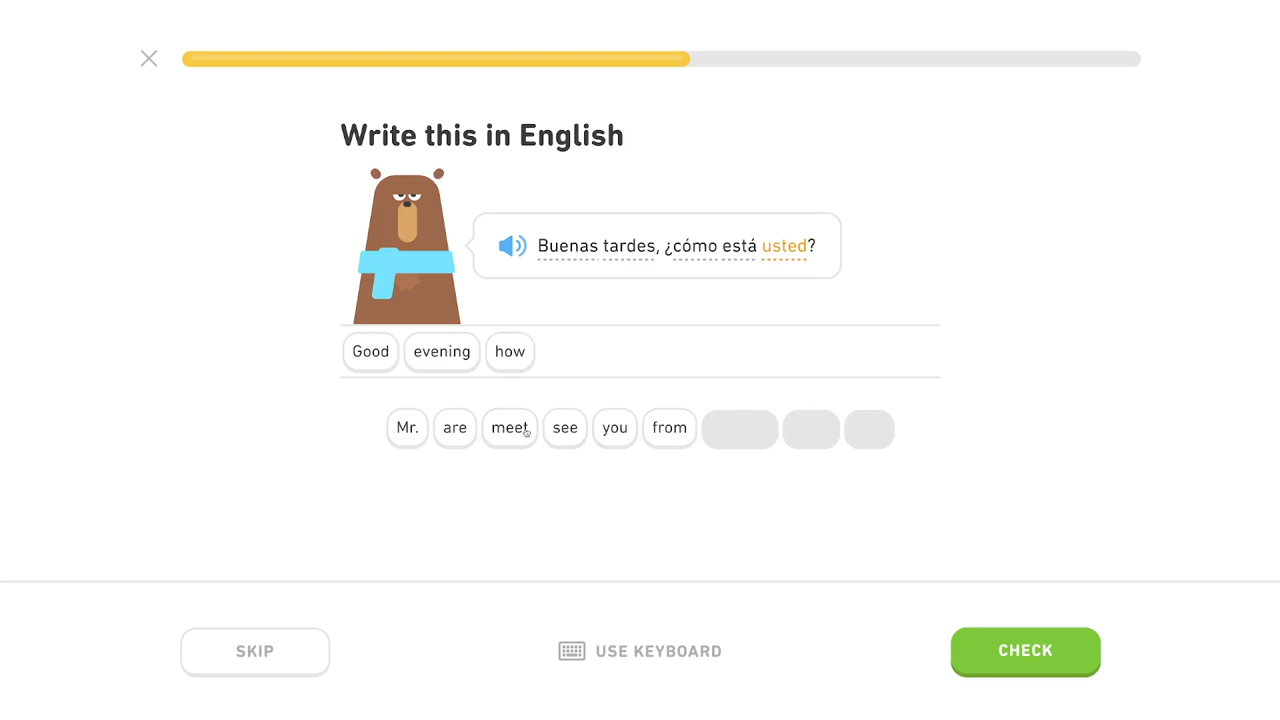 Write this in English
Buenas tardes, ¿cómo está usted?
Good evening how
Mr. are meet see you from
SKIP USE KEYBOARD CHECK